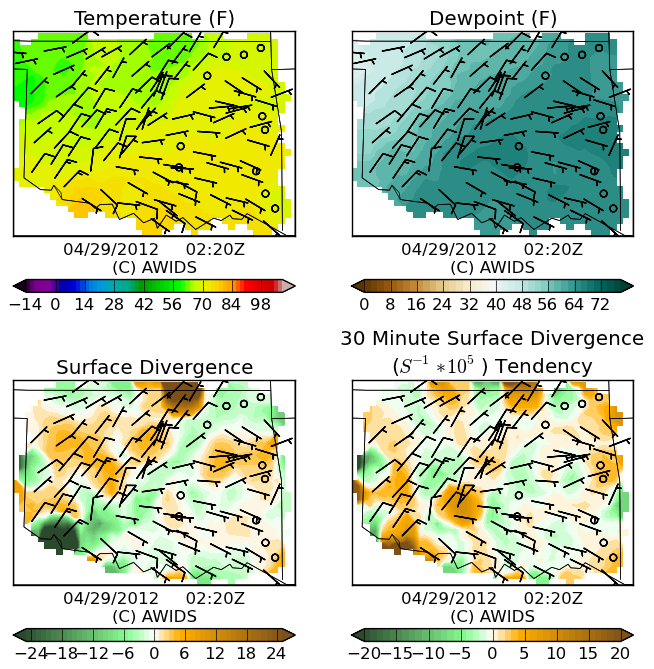 Temperature (F)
Dewpoint (F)
04/29/2012 02:20Z
(C) AWIDS
04/29/2012 02:20Z
(C) AWIDS
−14 0 14 28 42 56 70 84 98
0 8 16 24 32 40 48 56 64 72
Surface Divergence
30 Minute Surface Divergence
(S⁻¹ *10⁵ ) Tendency
04/29/2012 02:20Z
(C) AWIDS
04/29/2012 02:20Z
(C) AWIDS
−24 −18 −12 −6 0 6 12 18 24
−20 −15 −10 −5 0 5 10 15 20